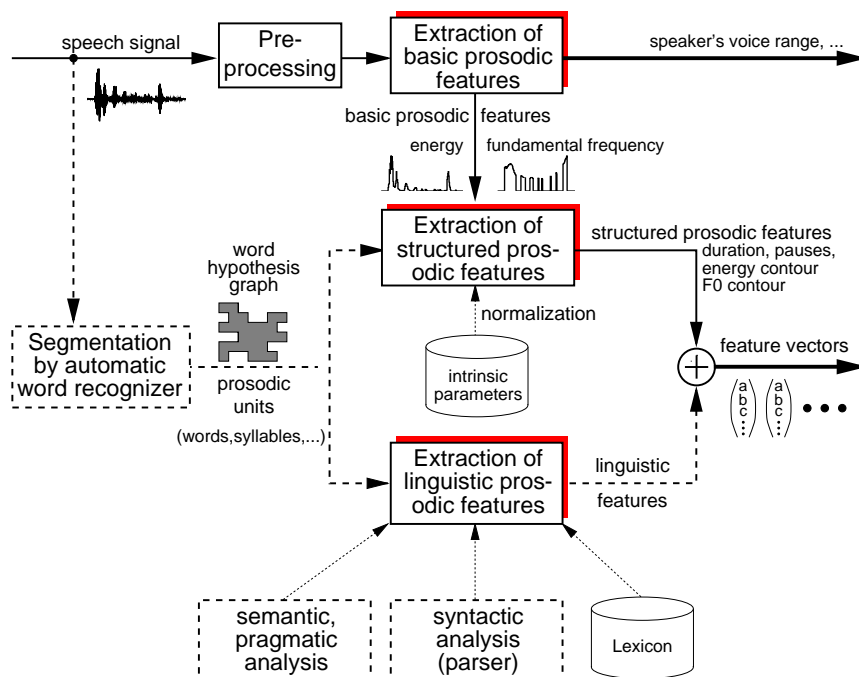 speech signal
Pre-
processing
Extraction of
basic prosodic
features
speaker's voice range, ...
basic prosodic features
energy
fundamental frequency
word
hypothesis
graph
Extraction of
structured pros-
odic features
structured prosodic features
duration, pauses,
energy contour
F0 contour
normalization
Segmentation
by automatic
word recognizer
prosodic
units
(words,syllables,...)
intrinsic
parameters
+
feature vectors
a
b
c
⋮
a
b
c
⋮
• • • •
Extraction of
linguistic pros-
odic features
linguistic
features
semantic,
pragmatic
analysis
syntactic
analysis
(parser)
Lexicon